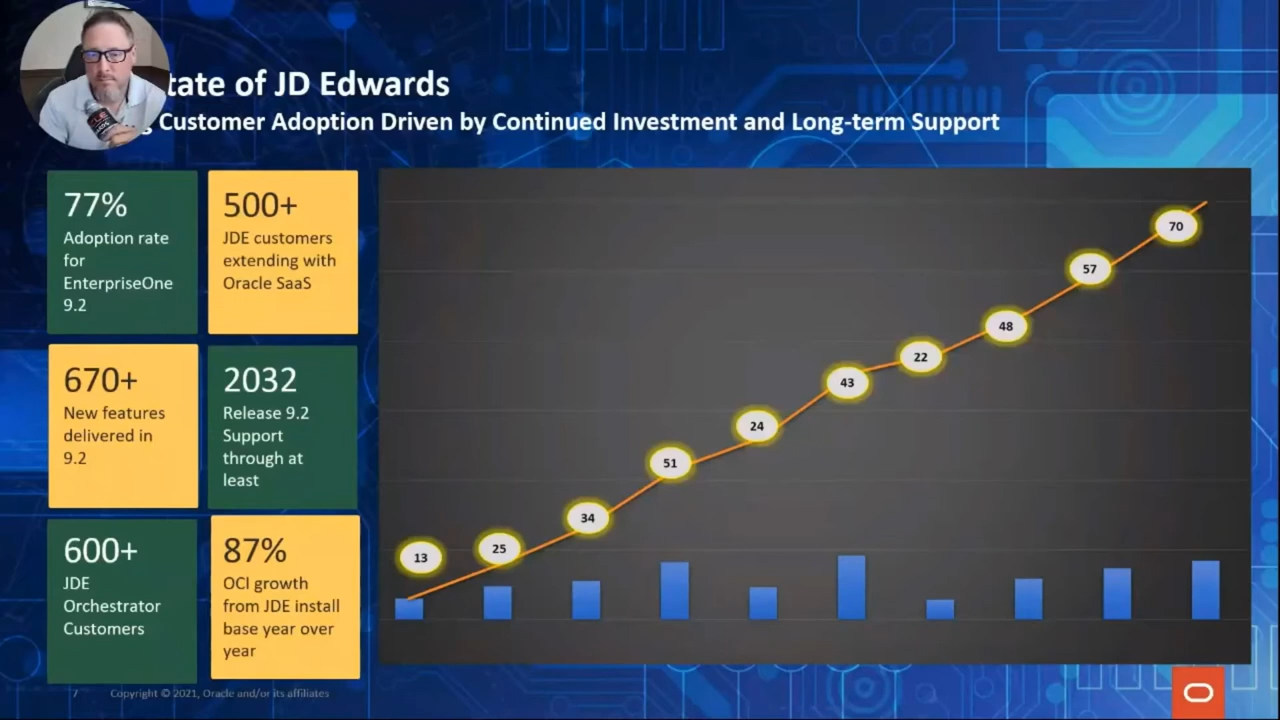 tate of JD Edwards
Customer Adoption Driven by Continued Investment and Long-term Support
77%
Adoption rate
for
EnterpriseOne
9.2
500+
JDE customers
extending with
Oracle SaaS
670+
New features
delivered in
9.2
2032
Release 9.2
Support
through at
least
600+
JDE
Orchestrator
Customers
87%
OCI growth
from JDE install
base year over
year
13
25
34
51
24
43
22
48
57
70
7 Copyright © 2021, Oracle and/or its affiliates